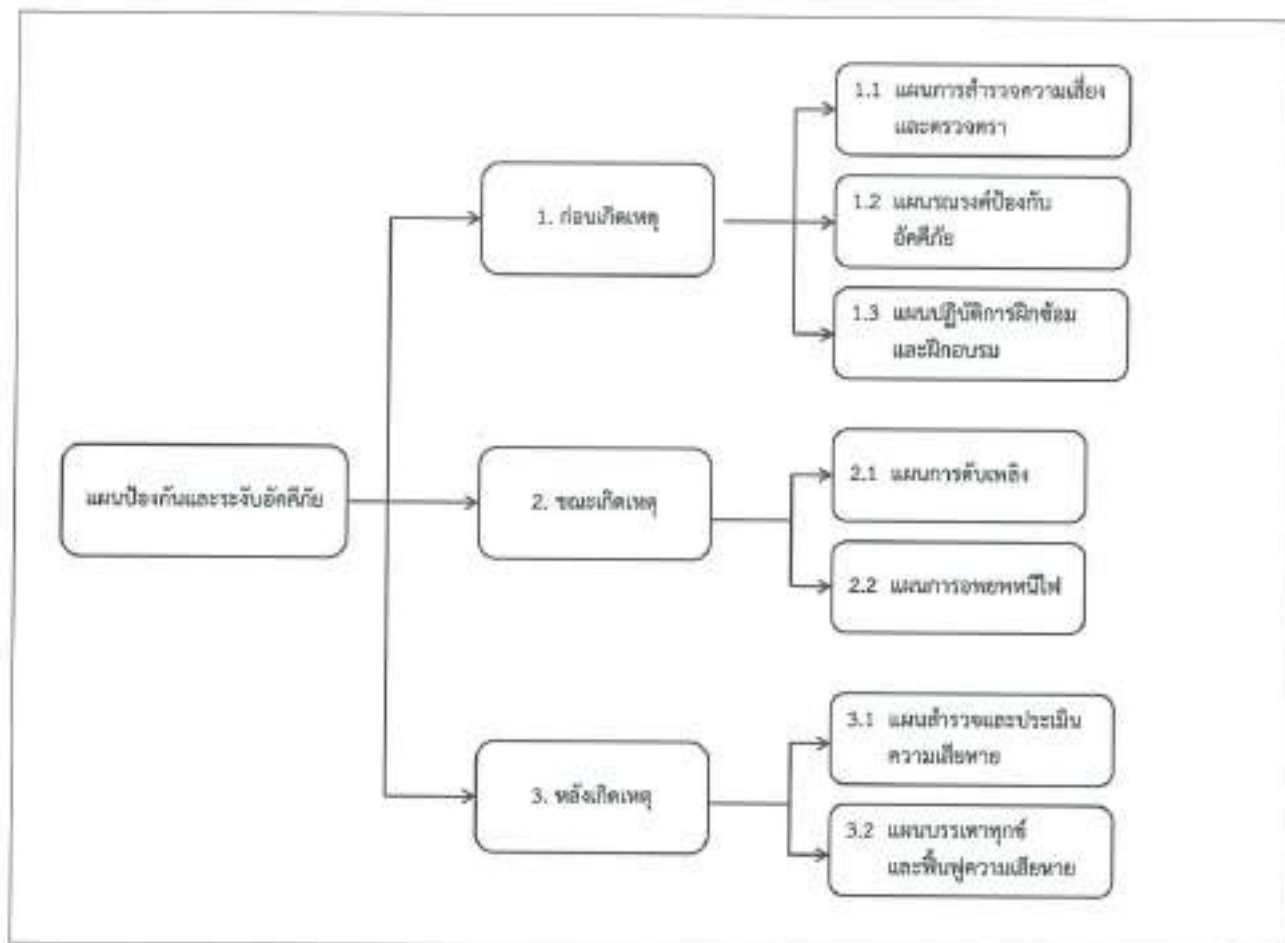 แผนป้องกันและระงับอัคคีภัย
1. ก่อนเกิดเหตุ
1.1 แผนการสำรวจความเสี่ยง
และตรวจตรา
1.2 แผนรณรงค์ป้องกัน
อัคคีภัย
1.3 แผนปฏิบัติการฝึกซ้อม
และฝึกอบรม
2. ขณะเกิดเหตุ
2.1 แผนการดับเพลิง
2.2 แผนการอพยพหนีไฟ
3. หลังเกิดเหตุ
3.1 แผนสำรวจและประเมิน
ความเสียหาย
3.2 แผนบรรเทาทุกข์
และฟื้นฟูความเสียหาย